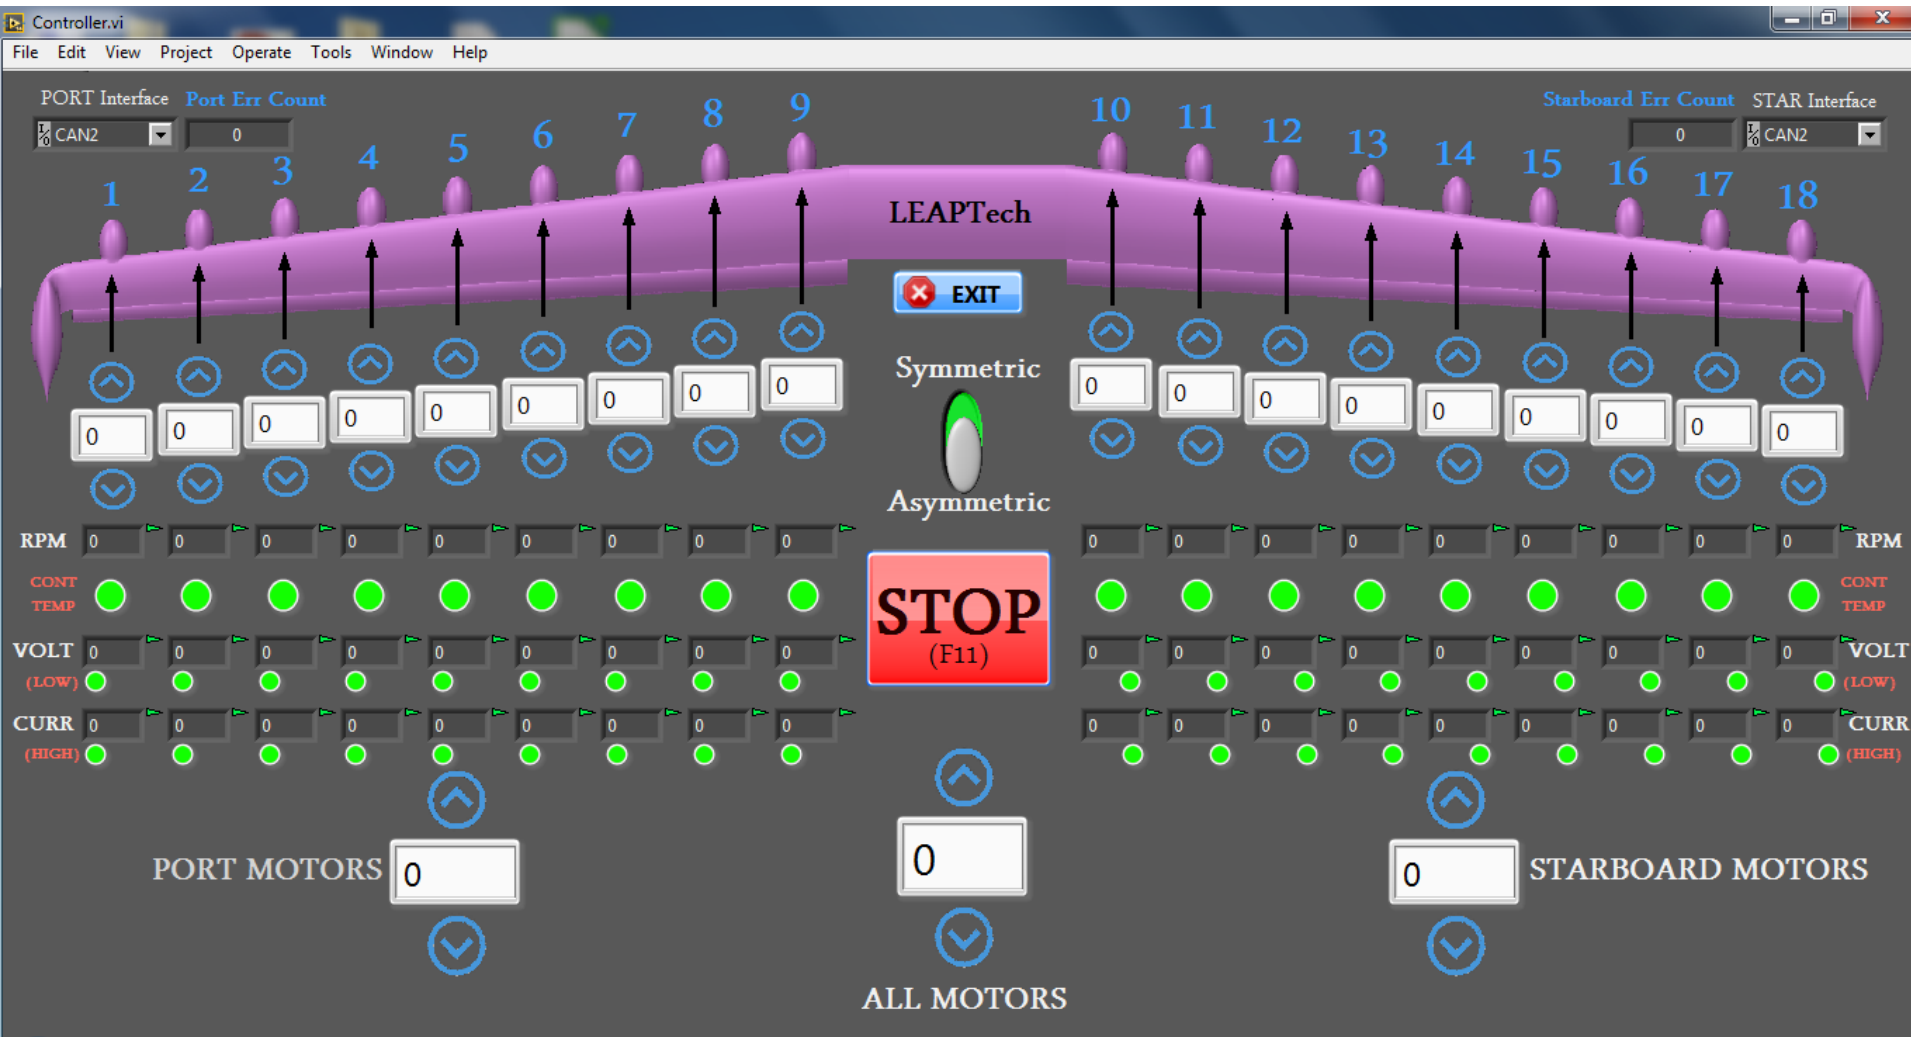 Controller.vi
File Edit View Project Operate Tools Window Help
PORT Interface Port Err Count
CAN2 0
Starboard Err Count STAR Interface
0 CAN2
1 2 3 4 5 6 7 8 9 10 11 12 13 14 15 16 17 18
LEAPTech
EXIT
Symmetric
0 0 0 0 0 0 0 0 0 0 0 0 0 0 0 0 0 0
Asymmetric
RPM 0 0 0 0 0 0 0 0 0 0 0 0 0 0 0 0 0 0 RPM
CONT CONT
TEMP TEMP
STOP
(F11)
VOLT 0 0 0 0 0 0 0 0 0 0 0 0 0 0 0 0 0 0 VOLT
(LOW) (LOW)
CURR 0 0 0 0 0 0 0 0 0 0 0 0 0 0 0 0 0 0 CURR
(HIGH) (HIGH)
PORT MOTORS 0 0 0 STARBOARD MOTORS
ALL MOTORS